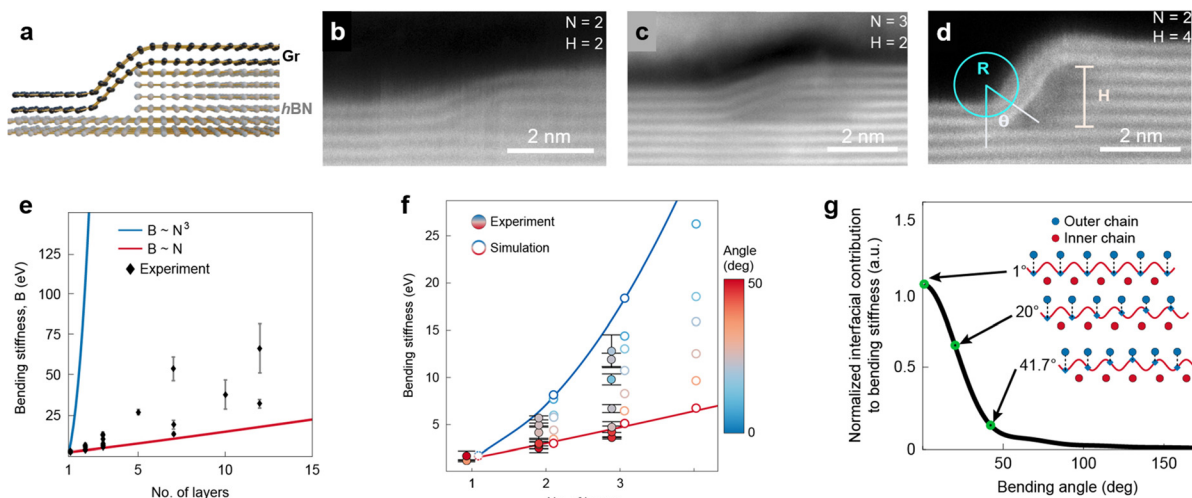 a
Gr
hBN
b
N = 2
H = 2
2 nm
c
N = 3
H = 2
2 nm
d
N = 2
H = 4
R
θ
H
2 nm
e
Bending stiffness, B (eV)
125
100
75
50
25
B ~ N³
B ~ N
Experiment
1
5
10
15
No. of layers
f
Bending stiffness (eV)
25
20
15
10
5
0
Experiment
Simulation
1
2
3
Angle
(deg)
50
0
g
Normalized interfacial contribution
to bending stiffness (a.u.)
1.5
1.0
0.5
0
Outer chain
Inner chain
1°
20°
41.7°
50
100
150
Bending angle (deg)